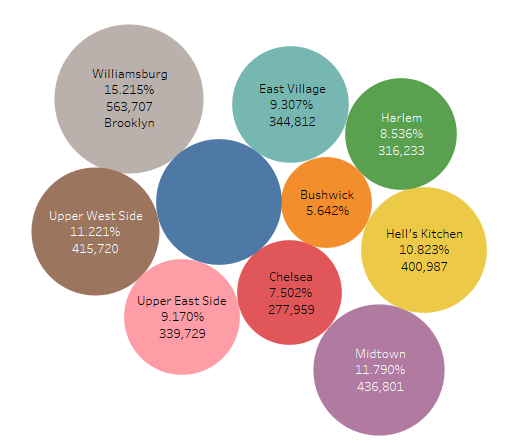 Williamsburg
15.215%
563,707
Brooklyn
East Village
9.307%
344,812
Harlem
8.536%
316,233
Bushwick
5.642%
Upper West Side
11.221%
415,720
Hell's Kitchen
10.823%
400,987
Chelsea
7.502%
277,959
Upper East Side
9.170%
339,729
Midtown
11.790%
436,801